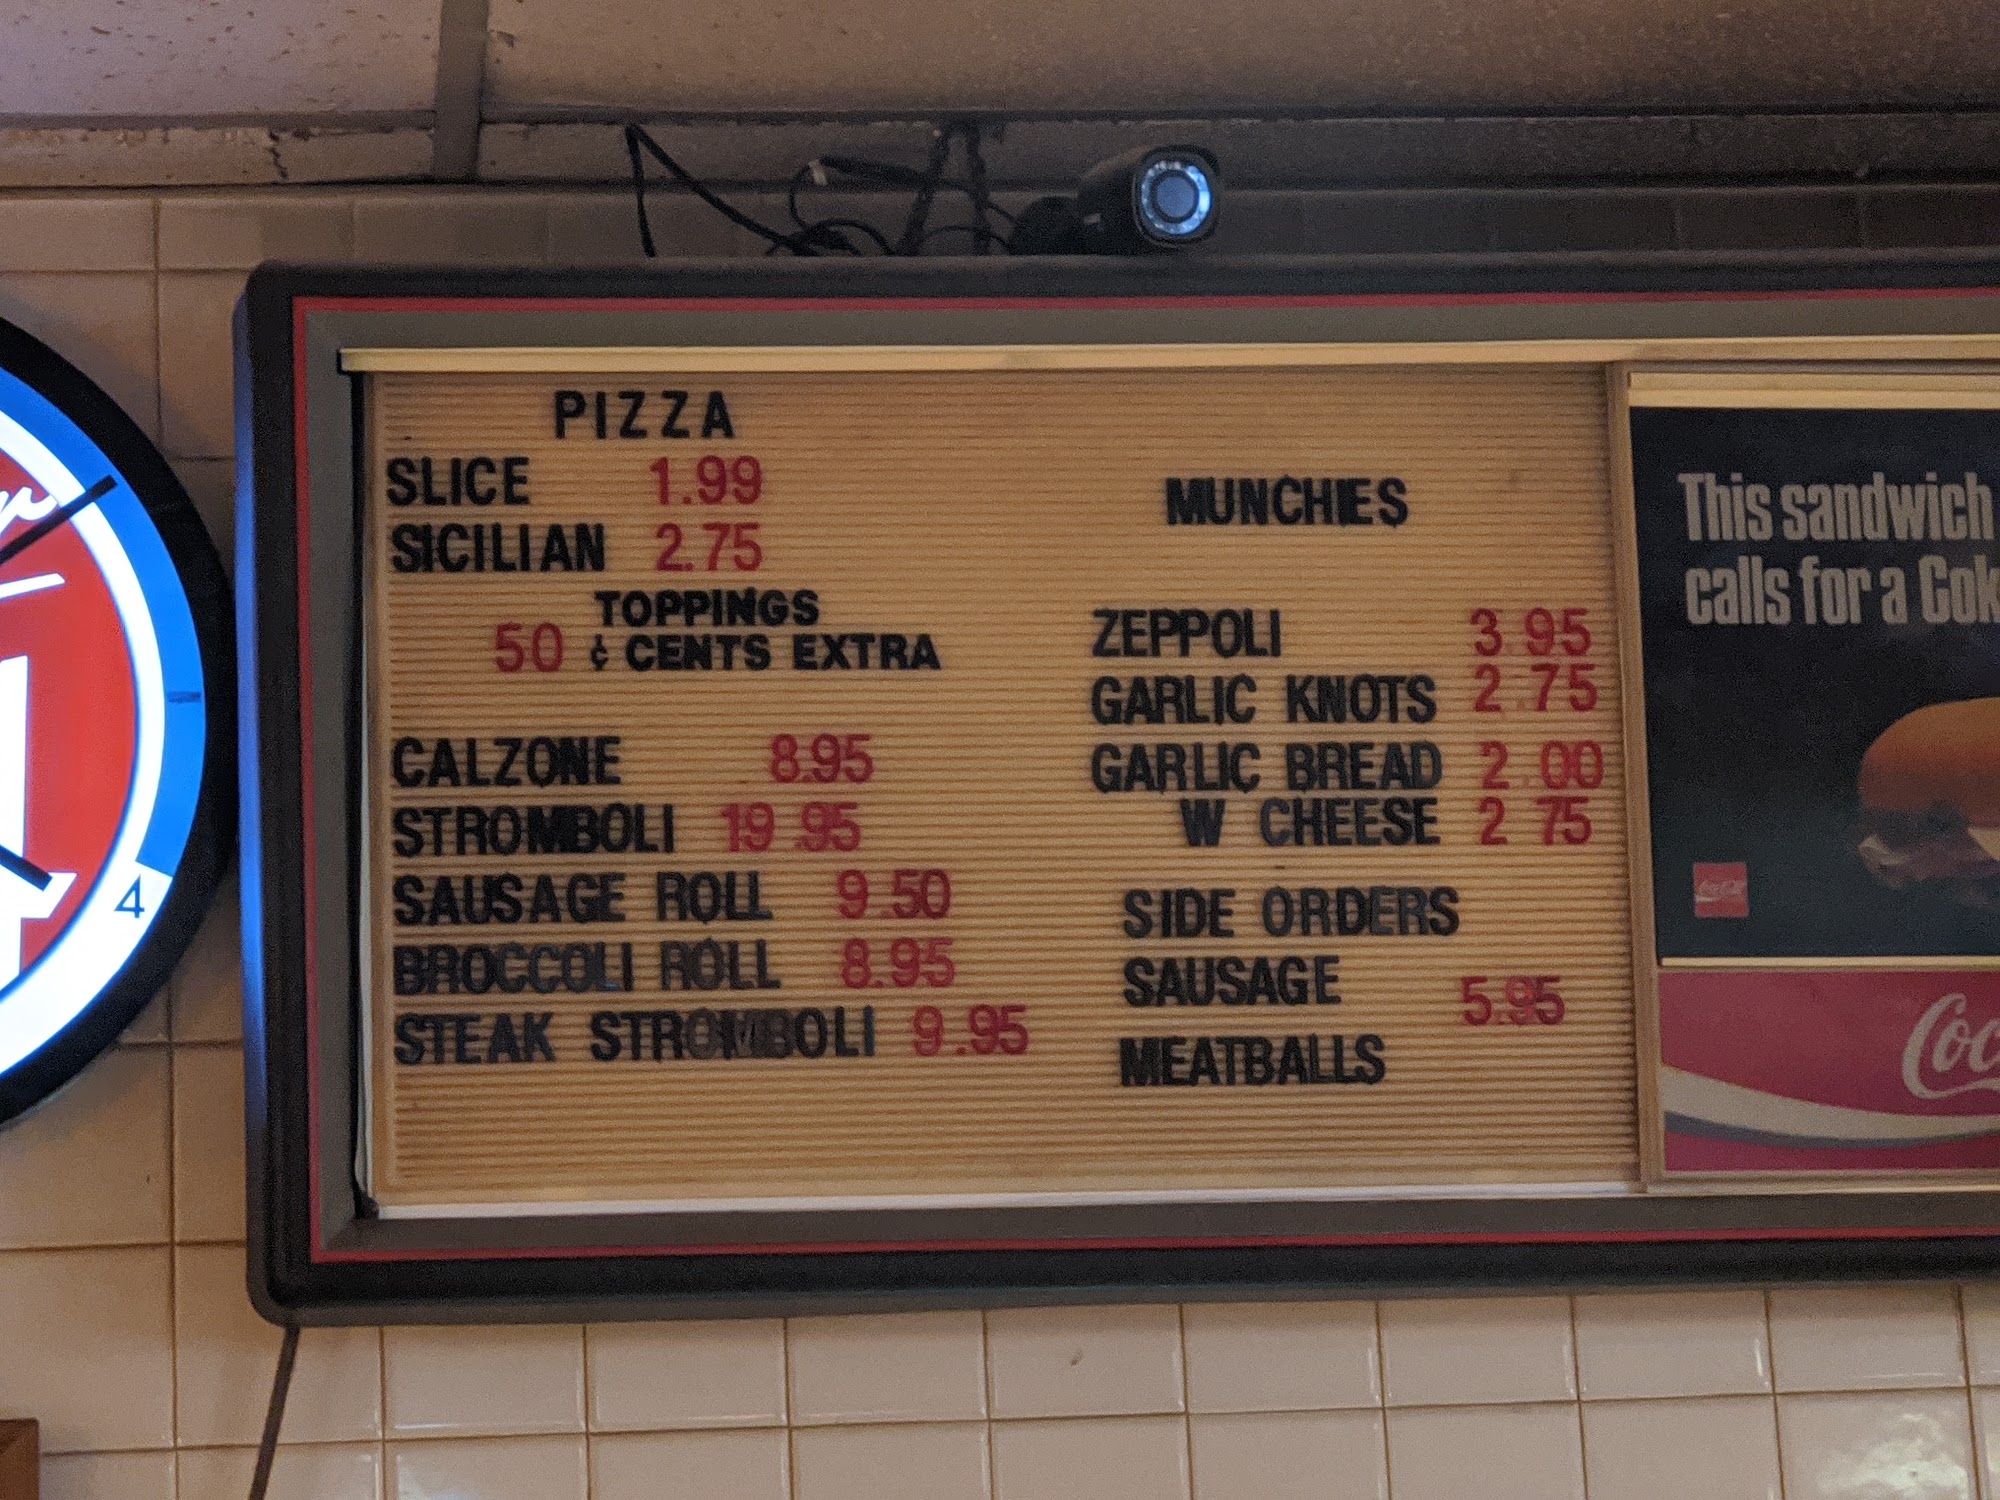 PIZZA
SLICE 1.99
SICILIAN 2.75
TOPPINGS
50 ¢ CENTS EXTRA
CALZONE 8.95
STROMBOLI 19.95
SAUSAGE ROLL 9.50
BROCCOLI ROLL 8.95
STEAK STROMBOLI 9.95
MUNCHIES
ZEPPOLI 3 95
GARLIC KNOTS 2.75
GARLIC BREAD 2.00
W CHEESE 2 75
SIDE ORDERS
SAUSAGE
5.95
MEATBALLS
This sandwich
calls for a Cok
Coc
4